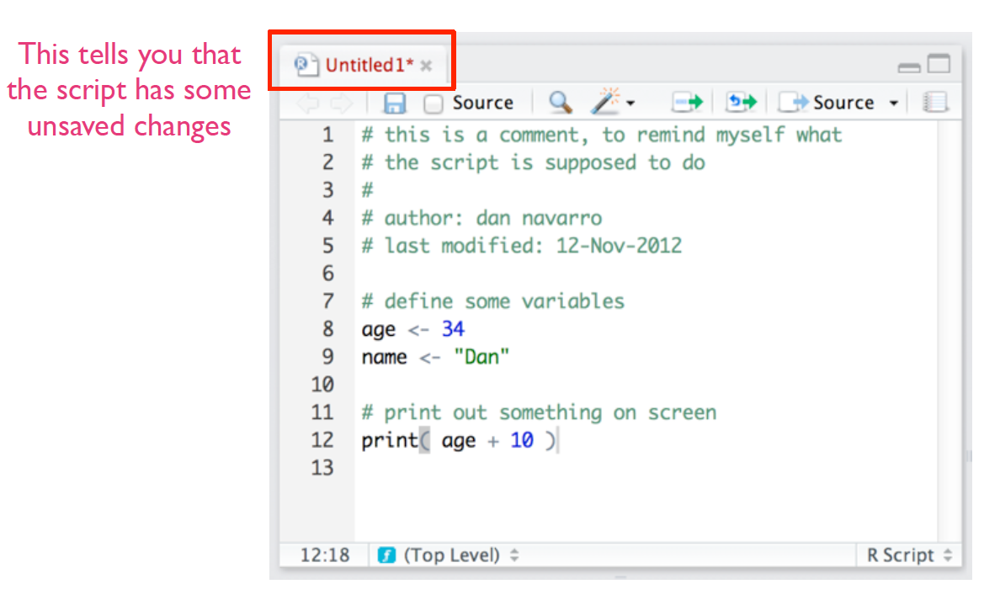 This tells you that
the script has some
unsaved changes
Untitled1*
Source
Source
1 # this is a comment, to remind myself what
2 # the script is supposed to do
3 #
4 # author: dan navarro
5 # last modified: 12-Nov-2012
6
7 # define some variables
8 age <- 34
9 name <- "Dan"
10
11 # print out something on screen
12 print( age + 10 )
13
12:18 (Top Level) R Script